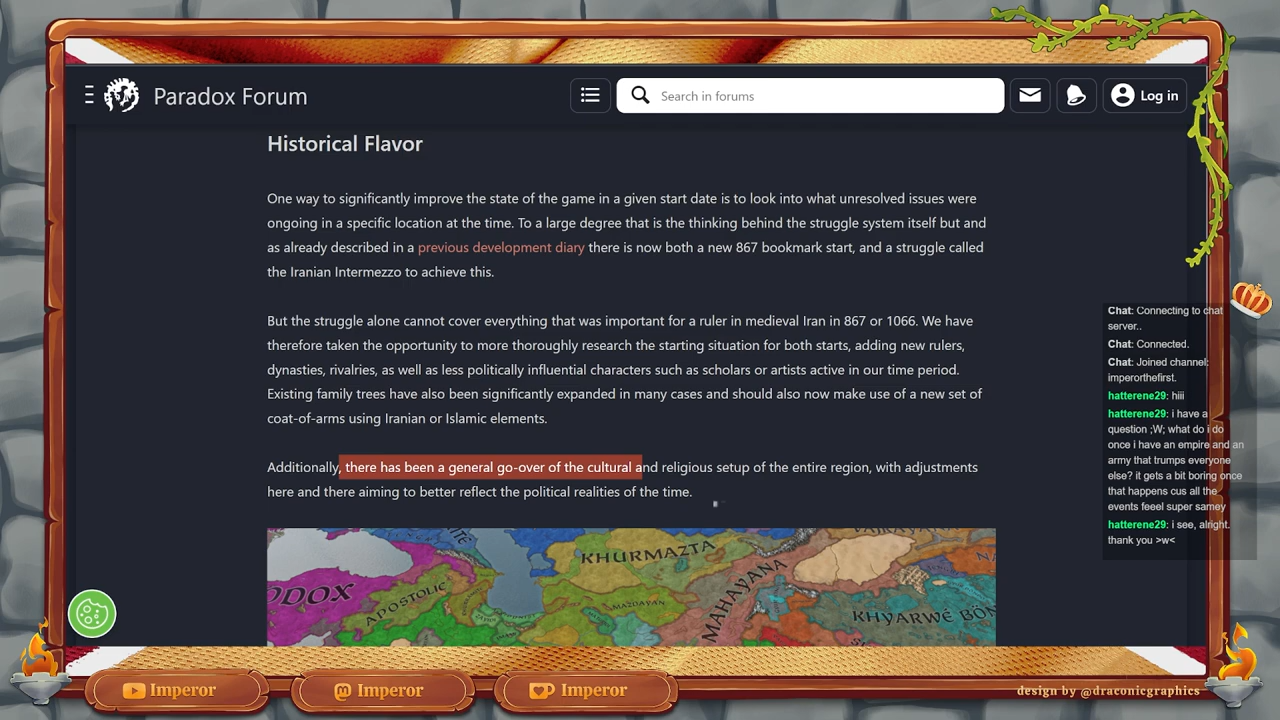 Paradox Forum
Search in forums
Log in
Historical Flavor
One way to significantly improve the state of the game in a given start date is to look into what unresolved issues were
ongoing in a specific location at the time. To a large degree that is the thinking behind the struggle system itself but and
as already described in a previous development diary there is now both a new 867 bookmark start, and a struggle called
the Iranian Intermezzo to achieve this.
But the struggle alone cannot cover everything that was important for a ruler in medieval Iran in 867 or 1066. We have
therefore taken the opportunity to more thoroughly research the starting situation for both starts, adding new rulers,
dynasties, rivalries, as well as less politically influential characters such as scholars or artists active in our time period.
Existing family trees have also been significantly expanded in many cases and should also now make use of a new set of
coat-of-arms using Iranian or Islamic elements.
Additionally, there has been a general go-over of the cultural and religious setup of the entire region, with adjustments
here and there aiming to better reflect the political realities of the time.
KHURMAZTA
APOSTOLIC
MAZDAYAN
MAHAYANA
KHYARWÉ BÖN
Chat: Connecting to chat
server..
Chat: Connected.
Chat: Joined channel:
imperorthefirst.
hatterene29: hiii
hatterene29: i have a
question ;W; what do i do
once i have an empire and an
army that trumps everyone
else? it gets a bit boring once
that happens cus all the
events feeel super samey
hatterene29: i see, alright.
thank you >w<
Imperor
Imperor
Imperor
design by @draconicgraphics